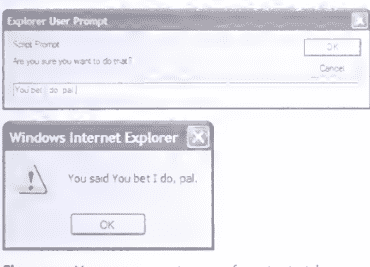 Explorer User Prompt
Script Prompt
OK
Are you sure you want to do that?
Cancel
You bet I do, pal.
Windows Internet Explorer
You said You bet I do, pal.
OK